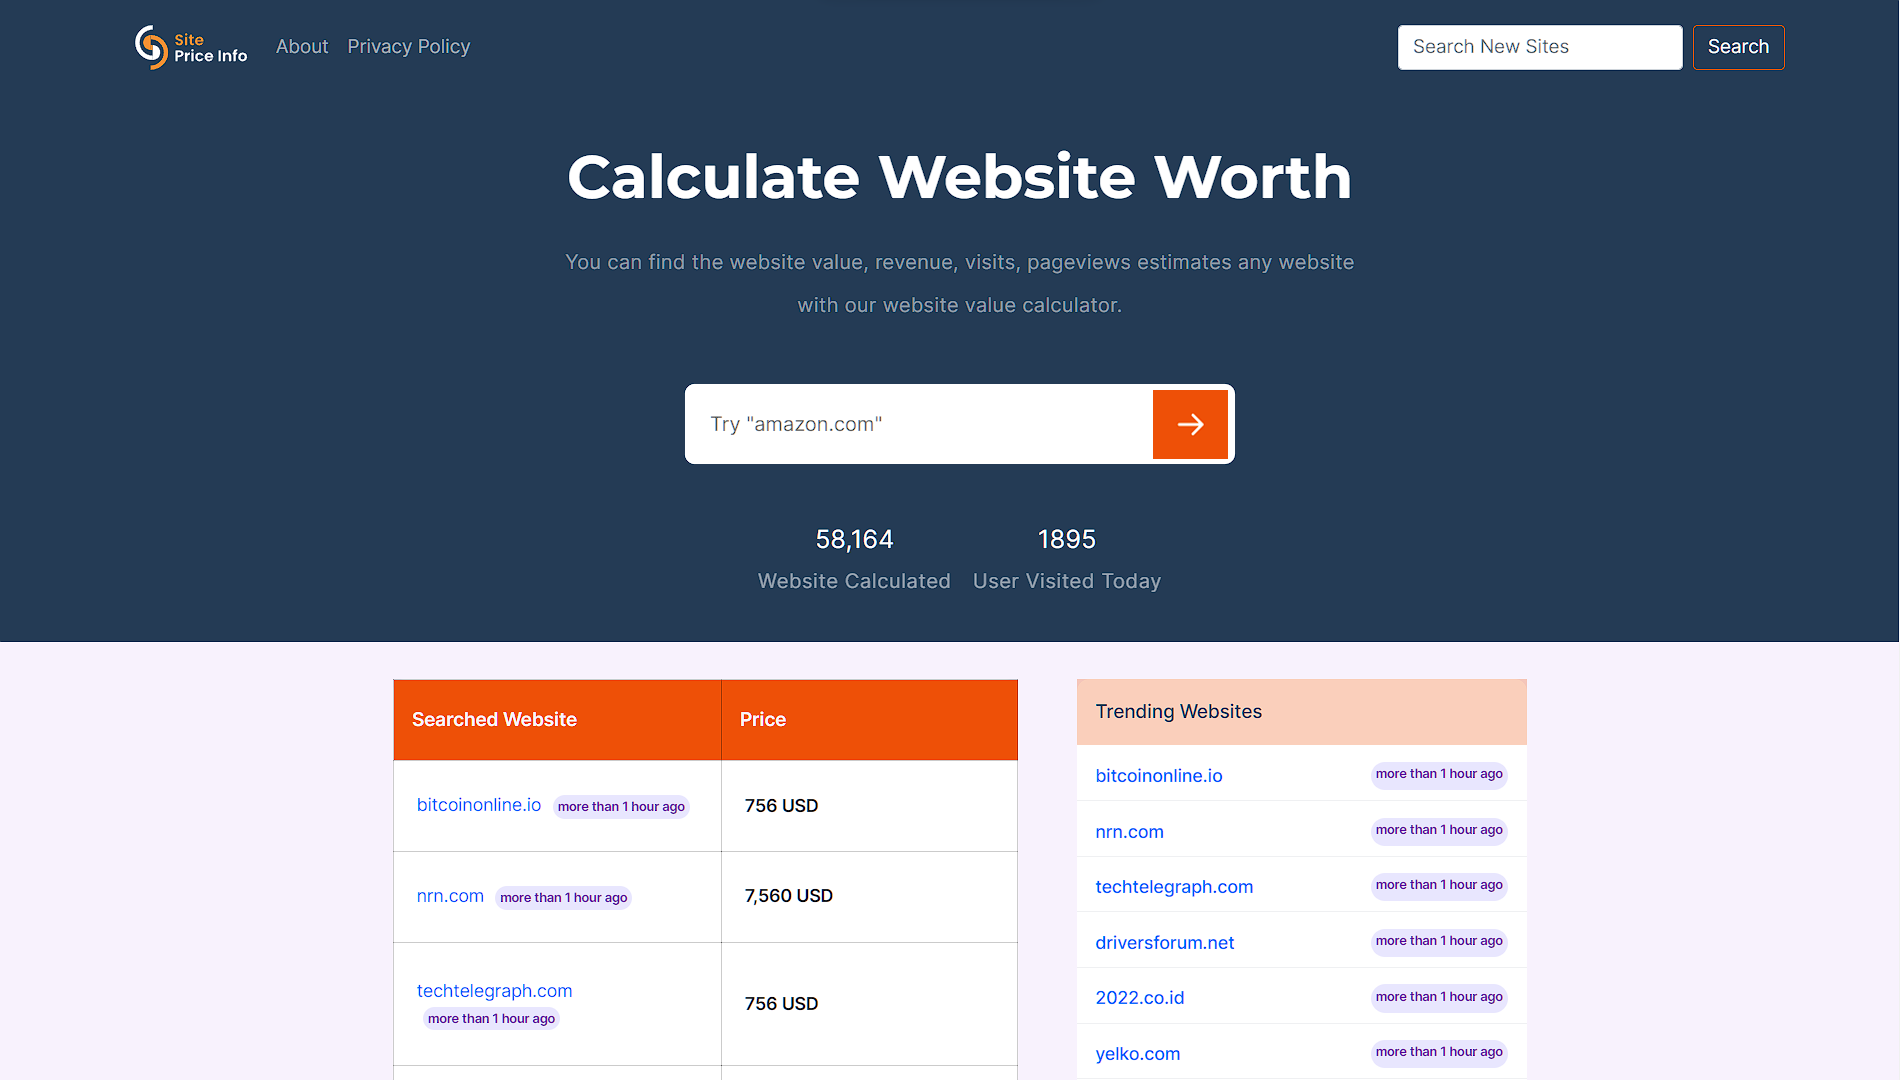 Site
Price Info
About
Privacy Policy
Search New Sites
Search
Calculate Website Worth
You can find the website value, revenue, visits, pageviews estimates any website
with our website value calculator.
Try "amazon.com"
58,164
Website Calculated
1895
User Visited Today
Searched Website
Price
bitcoinonline.io
more than 1 hour ago
756 USD
nrn.com
more than 1 hour ago
7,560 USD
techtelegraph.com
more than 1 hour ago
756 USD
Trending Websites
bitcoinonline.io
more than 1 hour ago
nrn.com
more than 1 hour ago
techtelegraph.com
more than 1 hour ago
driversforum.net
more than 1 hour ago
2022.co.id
more than 1 hour ago
yelko.com
more than 1 hour ago